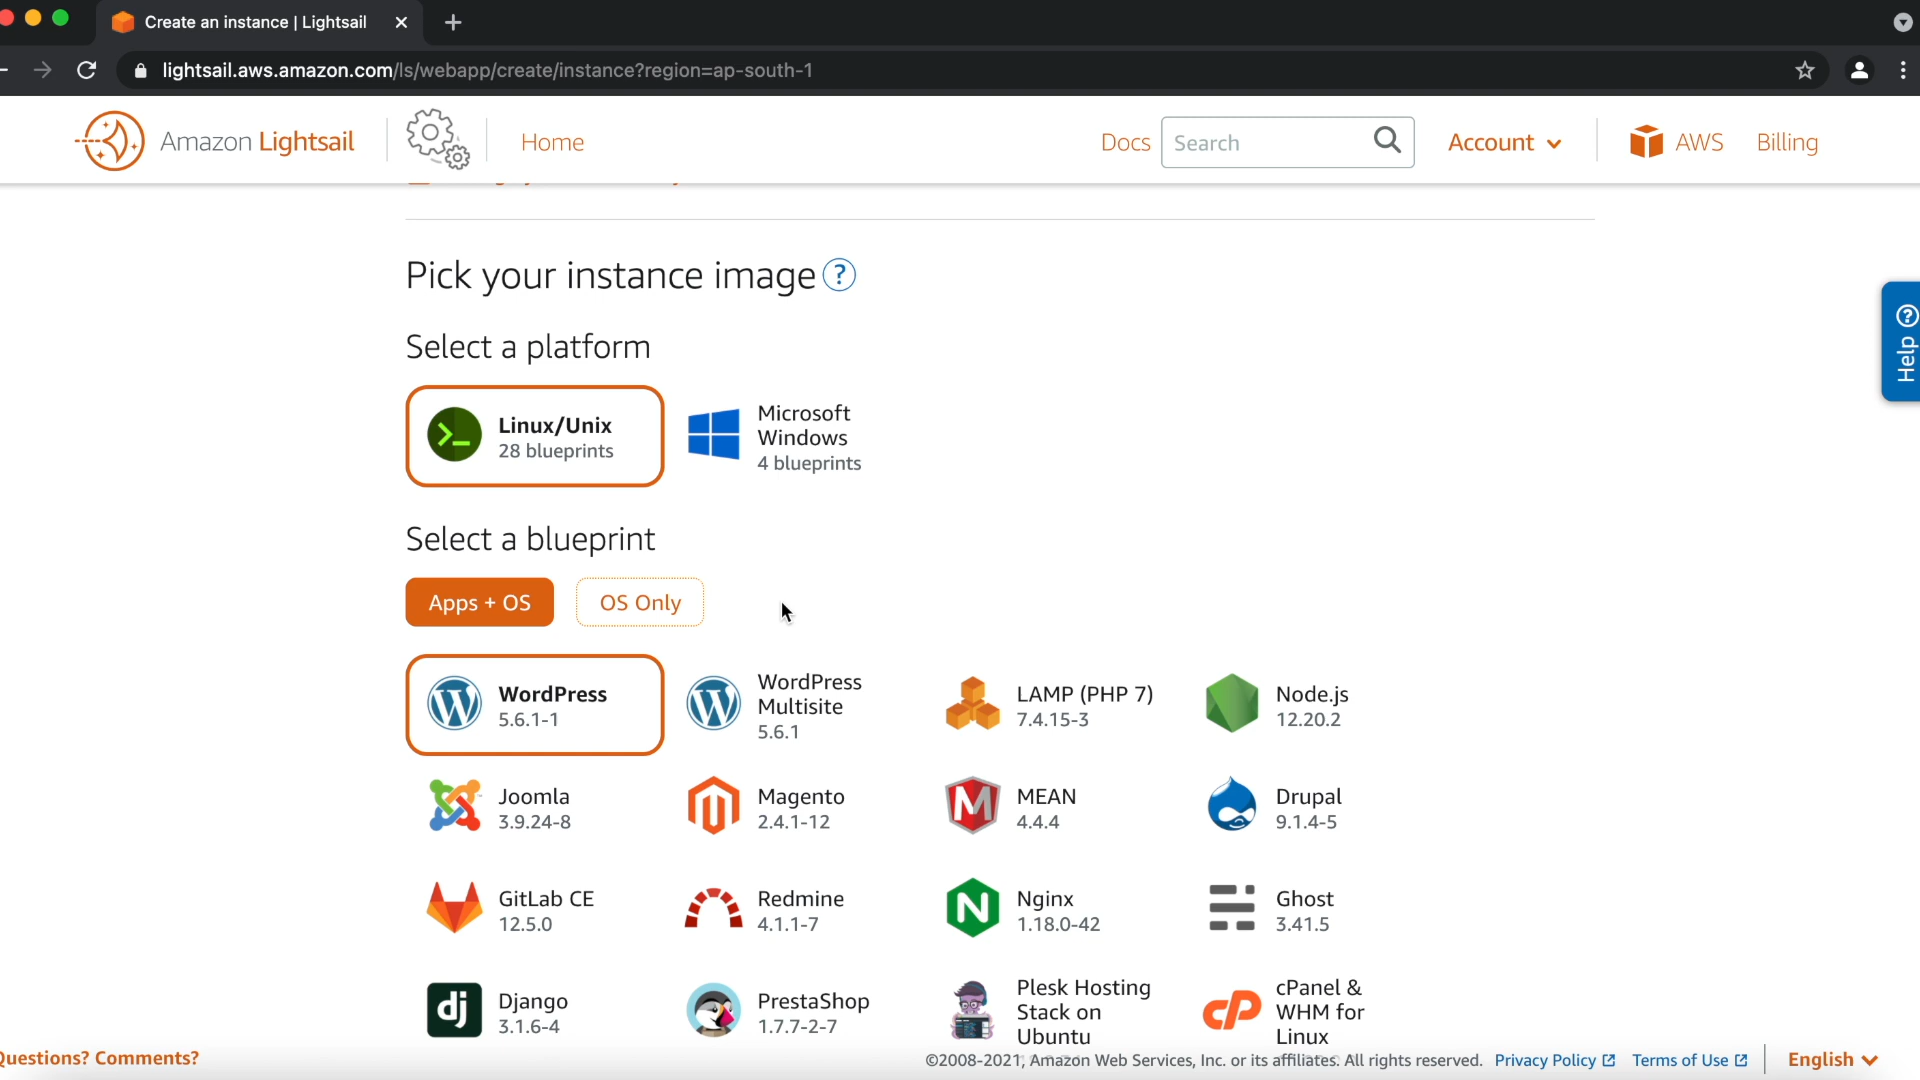 Create an instance | Lightsail
lightsail.aws.amazon.com/ls/webapp/create/instance?region=ap-south-1
Amazon Lightsail
Home
Docs
Search
Account
AWS
Billing
Pick your instance image ?
Select a platform
Linux/Unix
28 blueprints
Microsoft
Windows
4 blueprints
Help ?
Select a blueprint
Apps + OS
OS Only
WordPress
5.6.1-1
WordPress
Multisite
5.6.1
LAMP (PHP 7)
7.4.15-3
Node.js
12.20.2
Joomla
3.9.24-8
Magento
2.4.1-12
MEAN
4.4.4
Drupal
9.1.4-5
GitLab CE
12.5.0
Redmine
4.1.1-7
Nginx
1.18.0-42
Ghost
3.41.5
dj
Django
3.1.6-4
PrestaShop
1.7.7-2-7
Plesk Hosting
Stack on
Ubuntu
cP
cPanel &
WHM for
Linux
Questions? Comments?
©2008-2021, Amazon Web Services, Inc. or its affiliates. All rights reserved.
Privacy Policy
Terms of Use
English